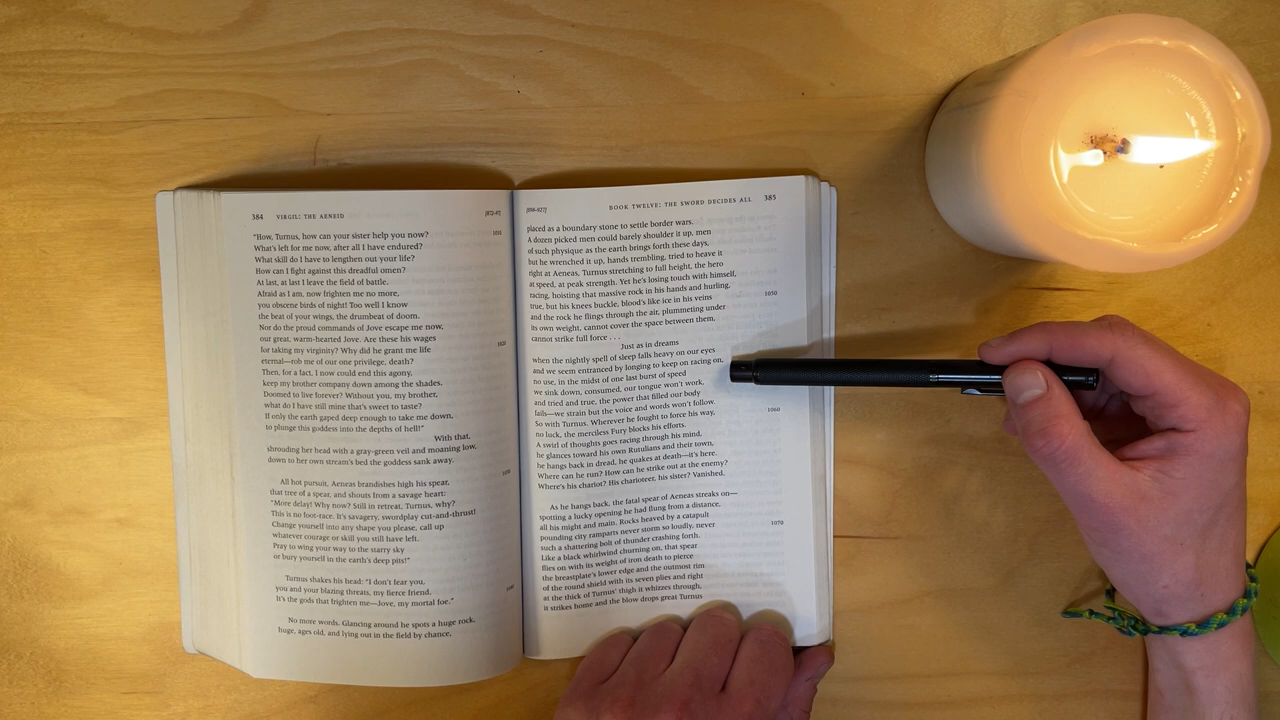 384 VIRGIL: THE AENEID [872-97]
"How, Turnus, how can your sister help you now? 1015
What's left for me now, after all I have endured?
What skill do I have to lengthen out your life?
How can I fight against this dreadful omen?
At last, at last I leave the field of battle.
Afraid as I am, now frighten me no more,
you obscene birds of night! Too well I know
the beat of your wings, the drumbeat of doom.
Nor do the proud commands of Jove escape me now,
our great, warm-hearted Jove. Are these his wages
for taking my virginity? Why did he grant me life 1025
eternal—rob me of our one privilege, death?
Then, for a fact, I now could end this agony,
keep my brother company down among the shades.
Doomed to live forever? Without you, my brother,
what do I have still mine that's sweet to taste?
If only the earth gaped deep enough to take me down,
to plunge this goddess into the depths of hell!"
With that,
shrouding her head with a gray-green veil and moaning low,
down to her own stream's bed the goddess sank away.
1030
All hot pursuit, Aeneas brandishes high his spear,
that tree of a spear, and shouts from a savage heart:
"More delay! Why now? Still in retreat, Turnus, why?
This is no foot-race. It's savagery, swordplay cut-and-thrust!
Change yourself into any shape you please, call up
whatever courage or skill you still have left.
Pray to wing your way to the starry sky
or bury yourself in the earth's deep pits!"
Turnus shakes his head: "I don't fear you,
you and your blazing threats, my fierce friend. 1040
It's the gods that frighten me—Jove, my mortal foe."
No more words. Glancing around he spots a huge rock,
huge, ages old, and lying out in the field by chance,
[898-927] BOOK TWELVE: THE SWORD DECIDES ALL 385
placed as a boundary stone to settle border wars.
A dozen picked men could barely shoulder it up, men
of such physique as the earth brings forth these days,
but he wrenched it up, hands trembling, tried to heave it
right at Aeneas, Turnus stretching to full height, the hero
at speed, at peak strength. Yet he's losing touch with himself,
racing, hoisting that massive rock in his hands and hurling,
true, but his knees buckle, blood's like ice in his veins 1050
and the rock he flings through the air, plummeting under
its own weight, cannot cover the space between them,
cannot strike full force . . .
Just as in dreams
when the nightly spell of sleep falls heavy on our eyes
and we seem entranced by longing to keep on racing on,
no use, in the midst of one last burst of speed
we sink down, consumed, our tongue won't work,
and tried and true, the power that filled our body
fails—we strain but the voice and words won't follow. 1060
So with Turnus. Wherever he fought to force his way,
no luck, the merciless Fury blocks his efforts.
A swirl of thoughts goes racing through his mind,
he glances toward his own Rutulians and their town,
he hangs back in dread, he quakes at death—it's here.
Where can he run? How can he strike out at the enemy?
Where's his chariot? His charioteer, his sister? Vanished.
As he hangs back, the fatal spear of Aeneas streaks on—
spotting a lucky opening he had flung from a distance,
all his might and main. Rocks heaved by a catapult
pounding city ramparts never storm so loudly, never 1070
such a shattering bolt of thunder crashing forth.
Like a black whirlwind churning on, that spear
flies on with its weight of iron death to pierce
the breastplate's lower edge and the outmost rim
of the round shield with its seven plies and right
at the thick of Turnus' thigh it whizzes through,
it strikes home and the blow drops great Turnus